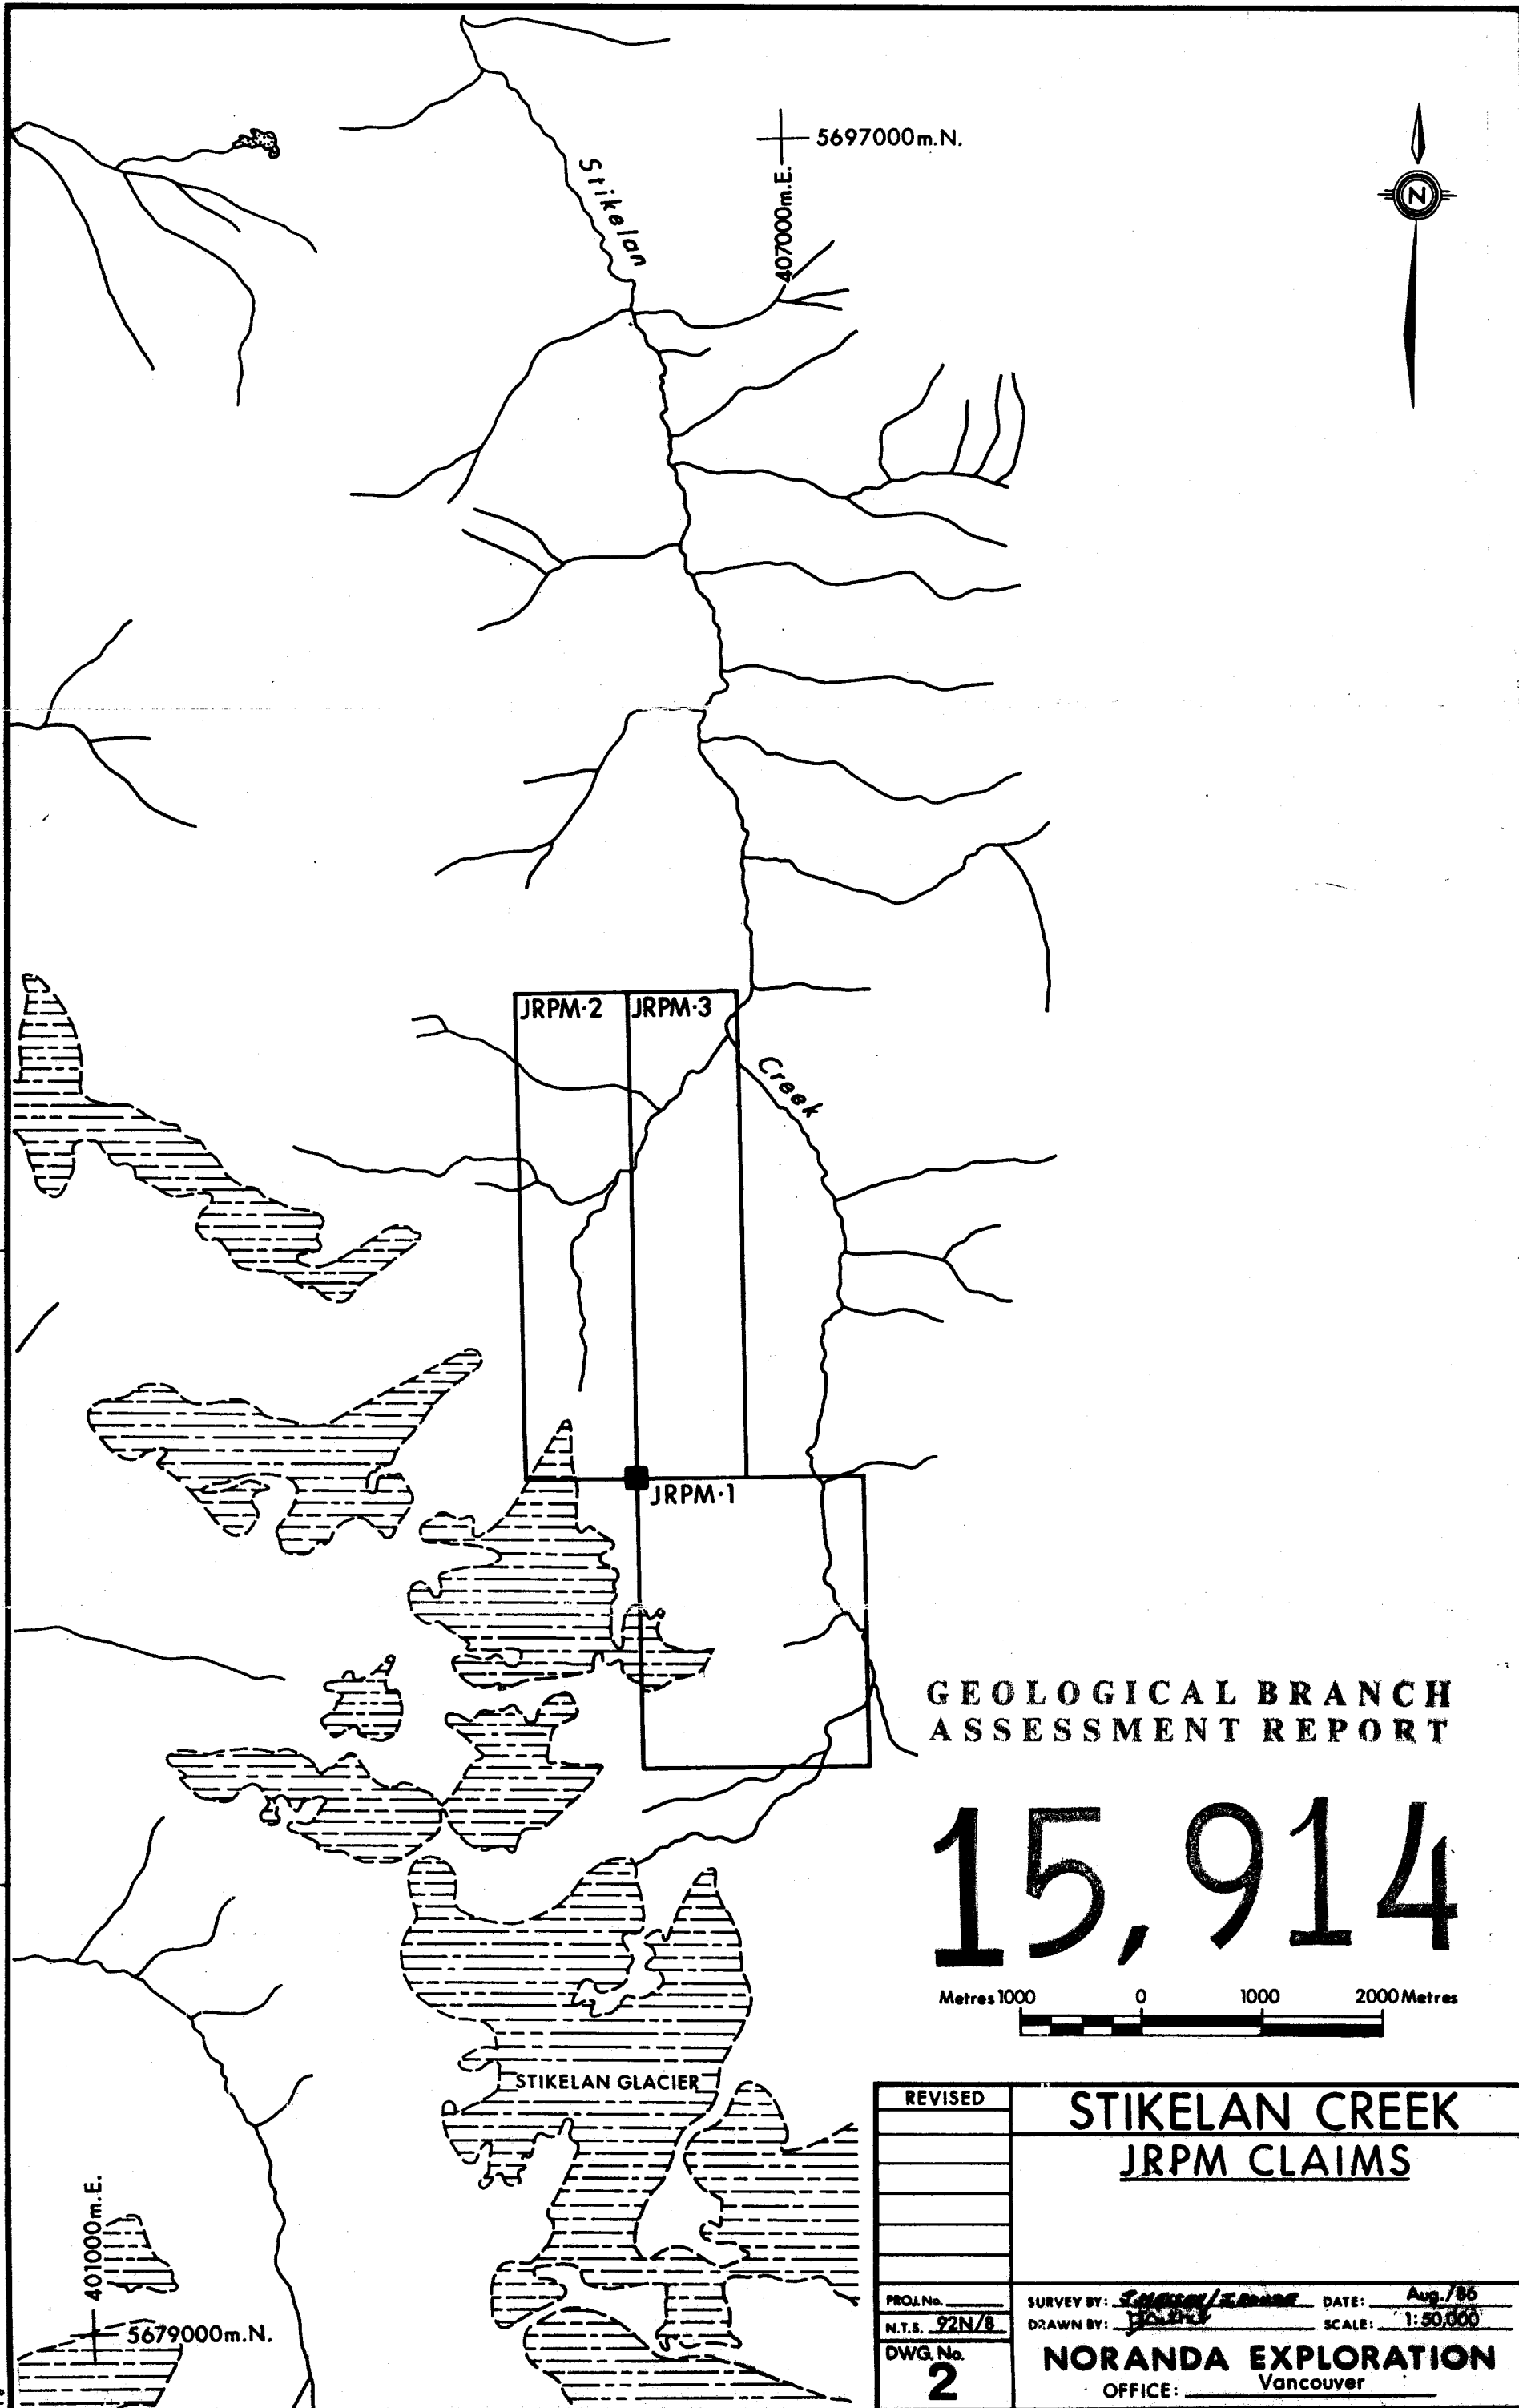 5697000m.N.
407000m.E.
N
Stikelan
JRPM·2
JRPM·3
Creek
JRPM·1
GEOLOGICAL BRANCH
ASSESSMENT REPORT
15,914
Metres 1000 0 1000 2000 Metres
STIKELAN GLACIER
401000m.E.
5679000m.N.
REVISED
STIKELAN CREEK
JRPM CLAIMS
PROJ. No.
N.T.S. 92N/8
DWG. No.
2
SURVEY BY:
DATE: Aug./86
DRAWN BY:
SCALE: 1:50,000
NORANDA EXPLORATION
OFFICE: Vancouver